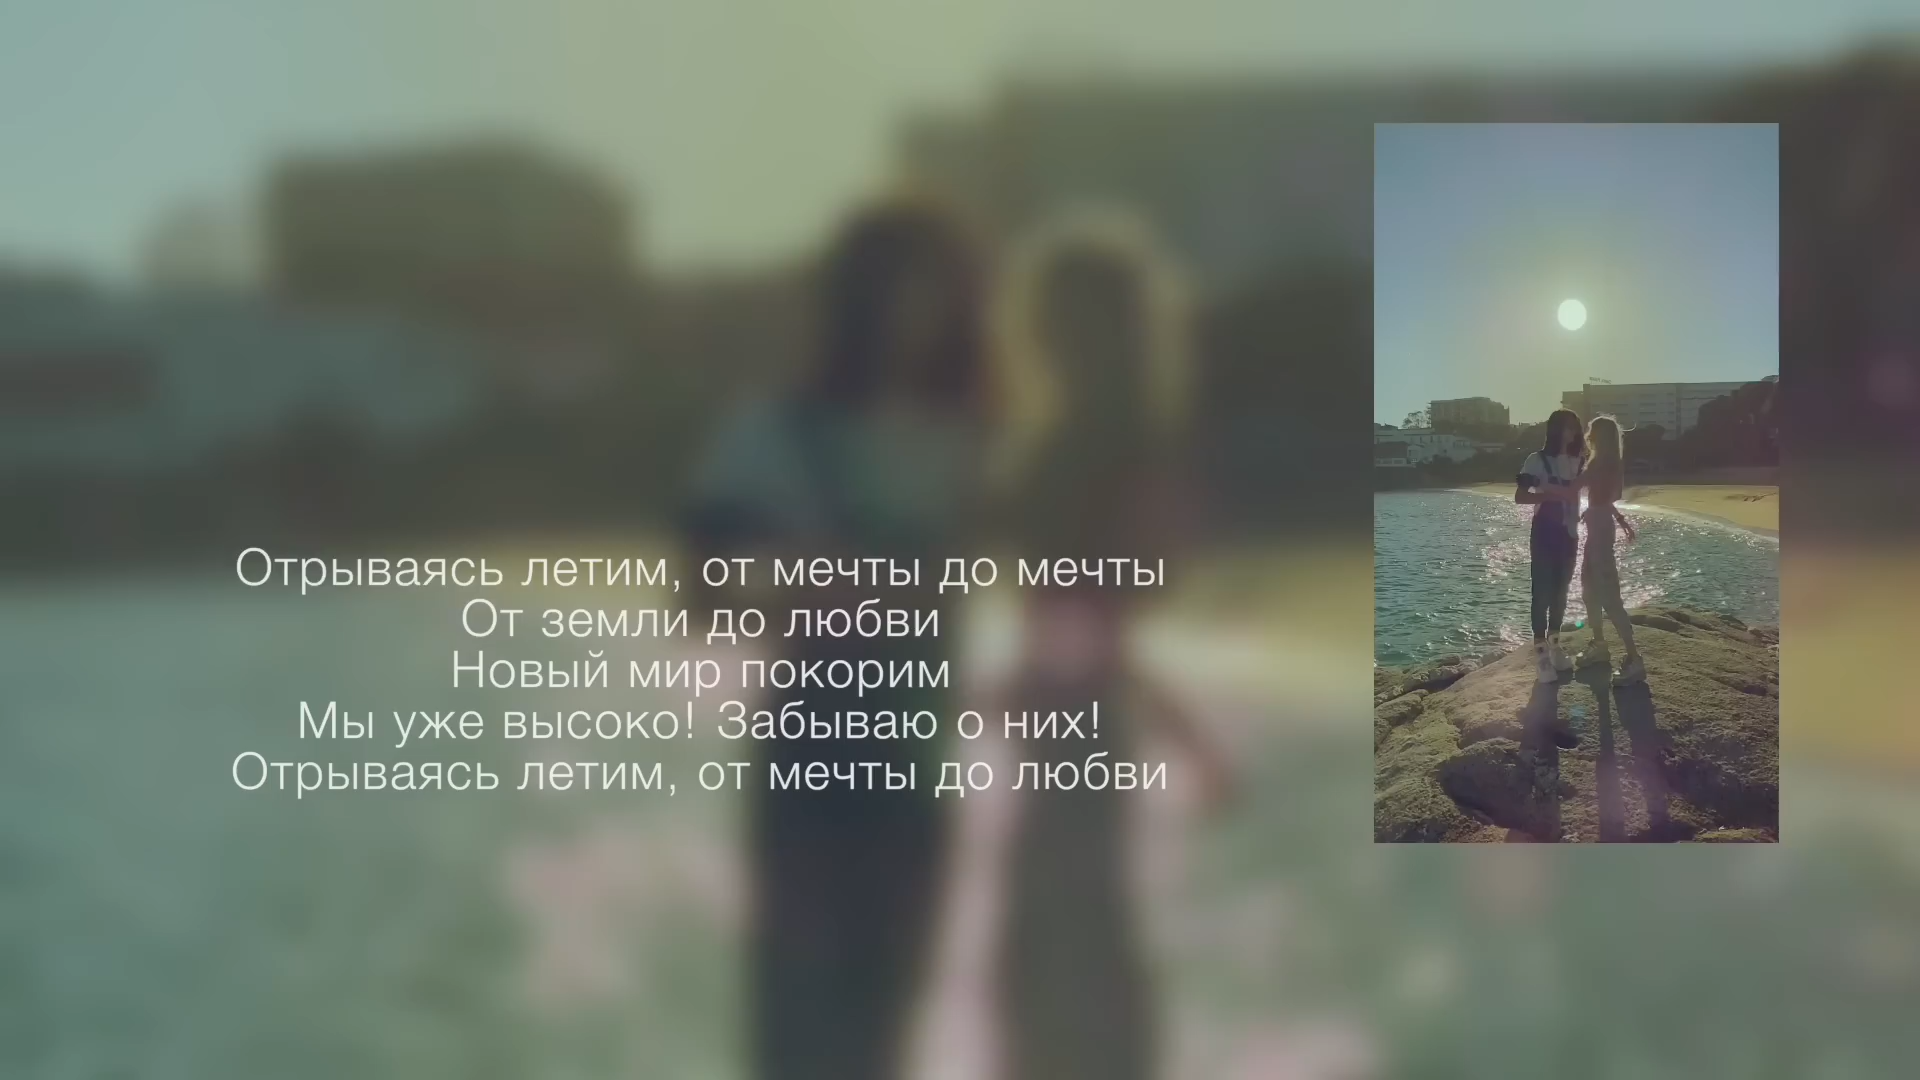 Отрываясь летим, от мечты до мечты
От земли до любви
Новый мир покорим
Мы уже высоко! Забываю о них!
Отрываясь летим, от мечты до любви